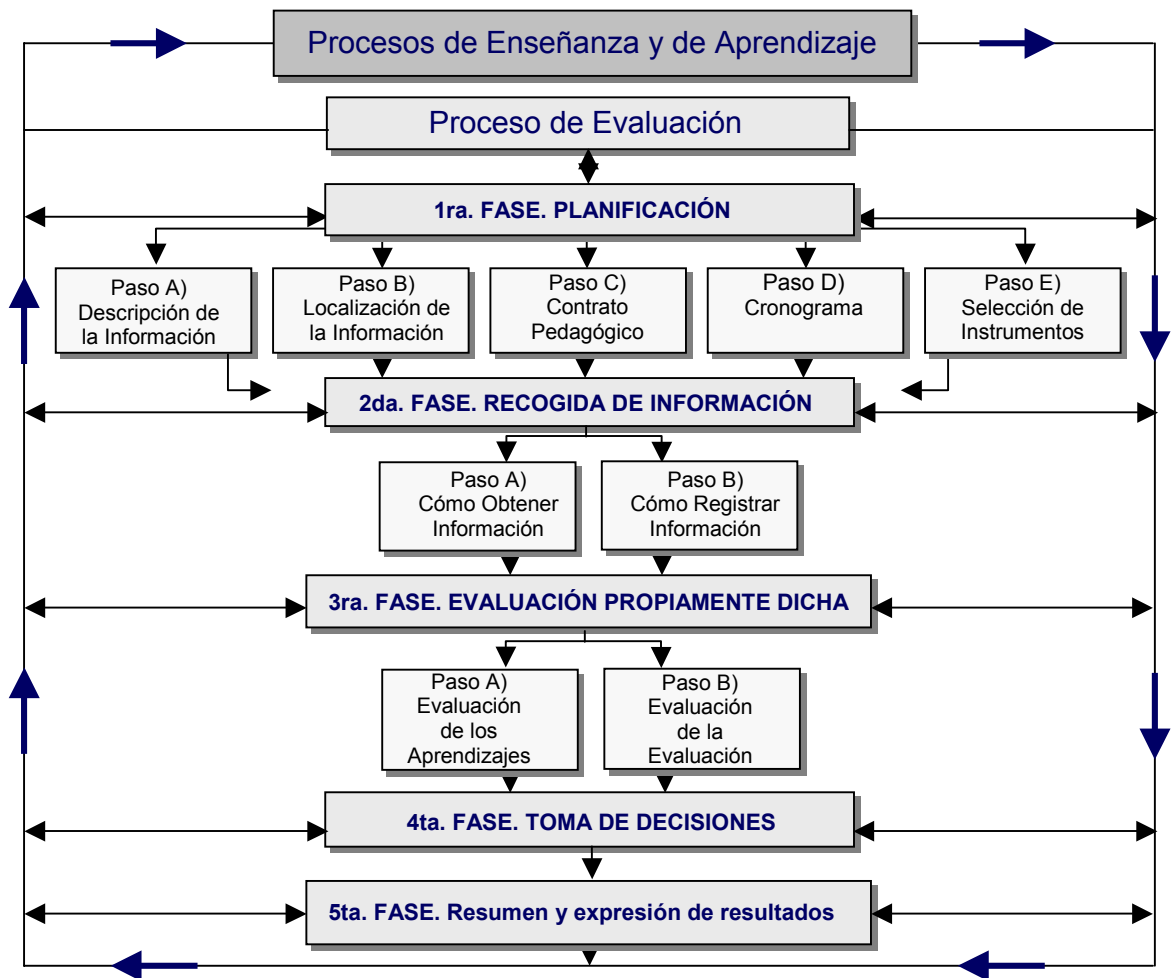 Procesos de Enseñanza y de Aprendizaje
Proceso de Evaluación
1ra. FASE. PLANIFICACIÓN
Paso A)
Descripción de
la Información
Paso B)
Localización de
la Información
Paso C)
Contrato
Pedagógico
Paso D)
Cronograma
Paso E)
Selección de
Instrumentos
2da. FASE. RECOGIDA DE INFORMACIÓN
Paso A)
Cómo Obtener
Información
Paso B)
Cómo Registrar
Información
3ra. FASE. EVALUACIÓN PROPIAMENTE DICHA
Paso A)
Evaluación
de los
Aprendizajes
Paso B)
Evaluación
de la
Evaluación
4ta. FASE. TOMA DE DECISIONES
5ta. FASE. Resumen y expresión de resultados